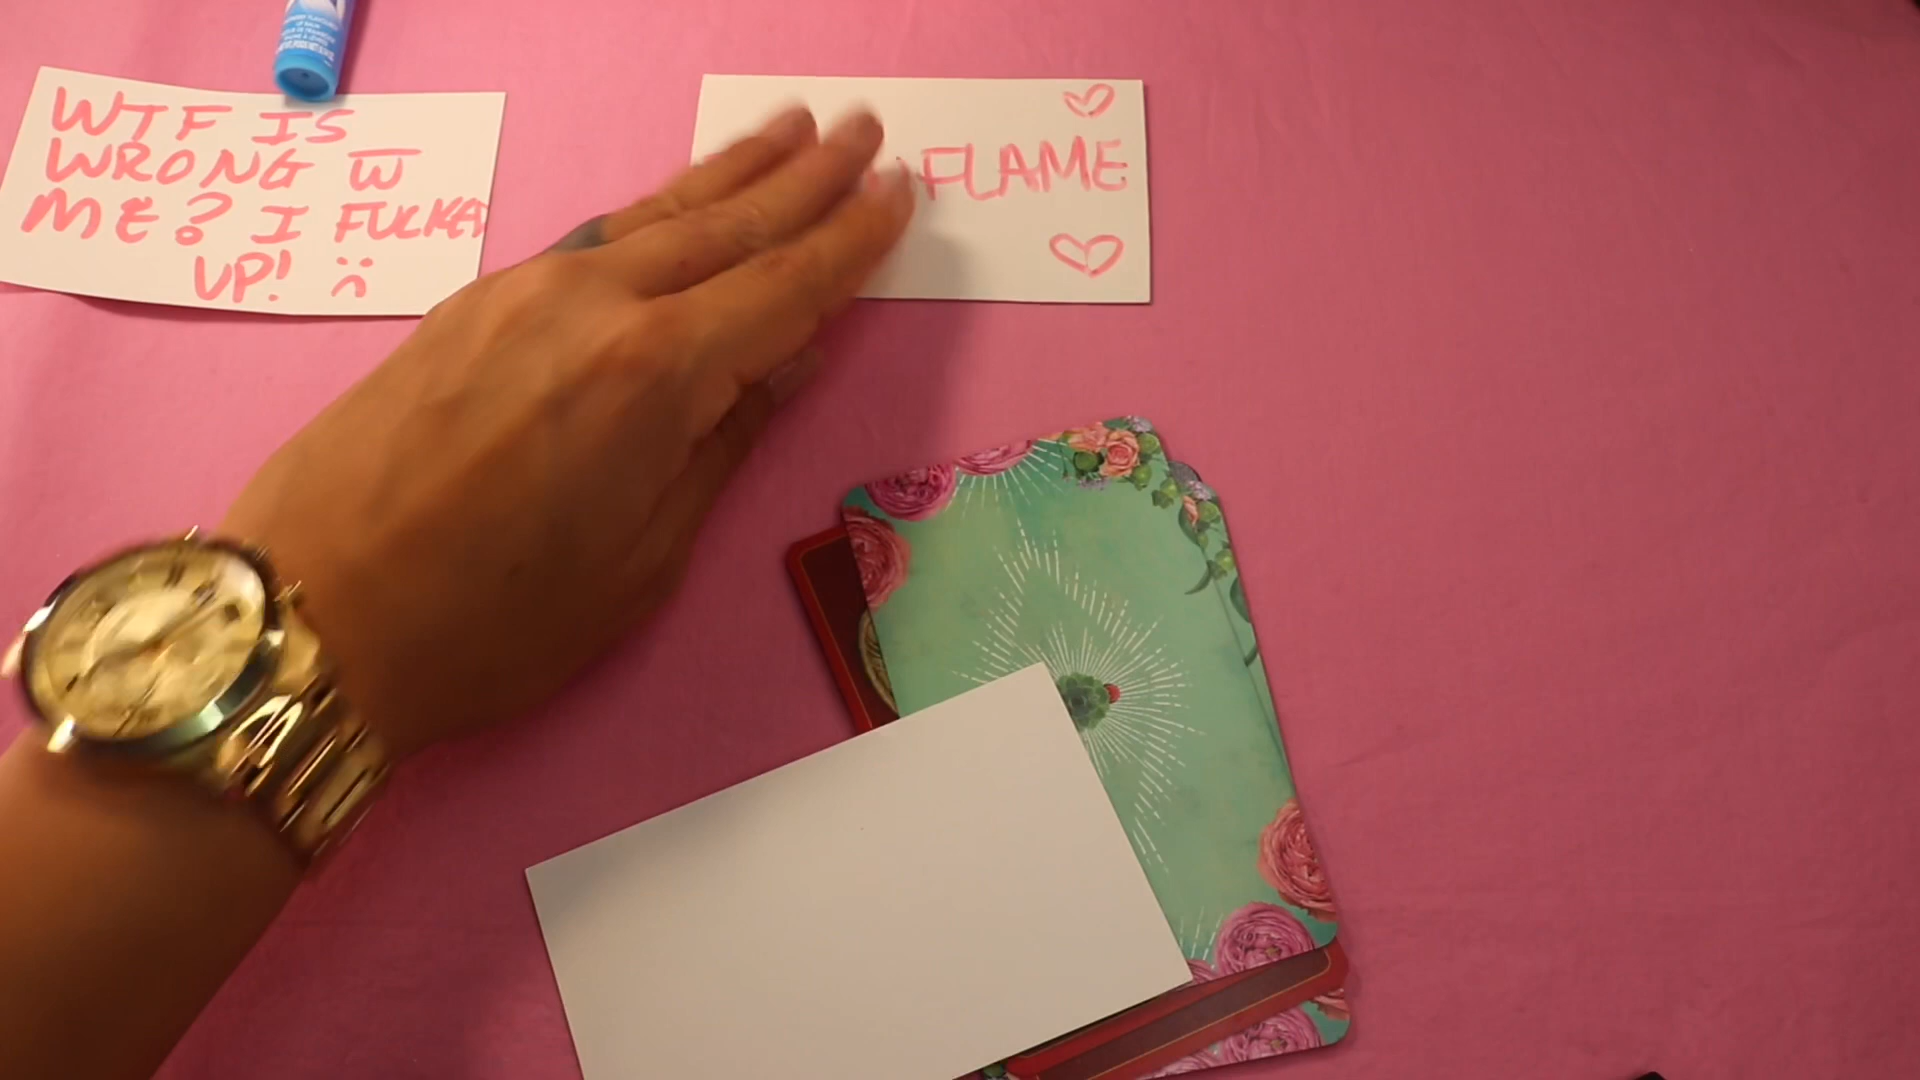 WTF IS
WRONG w̅
ME? I FUCKED
UP! :(
FLAME